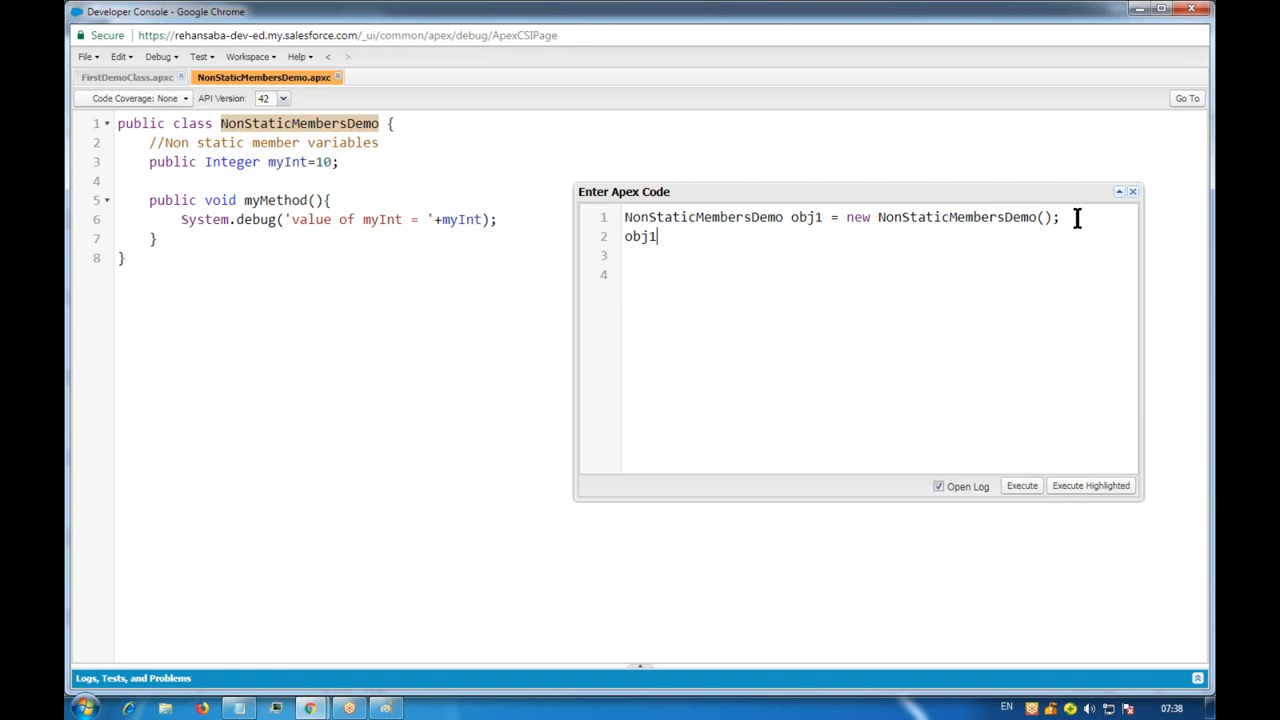 Developer Console - Google Chrome
Secure https://rehansaba-dev-ed.my.salesforce.com/_ui/common/apex/debug/ApexCSIPage
File Edit Debug Test Workspace Help < >
FirstDemoClass.apxc NonStaticMembersDemo.apxc
Code Coverage: None API Version: 42 Go To
1 public class NonStaticMembersDemo {
2 //Non static member variables
3 public Integer myInt=10;
4
5 public void myMethod(){
6 System.debug('value of myInt = '+myInt);
7 }
8 }
Enter Apex Code
1 NonStaticMembersDemo obj1 = new NonStaticMembersDemo();
2 obj1
3
4
Open Log Execute Execute Highlighted
Logs, Tests, and Problems
EN 07:38